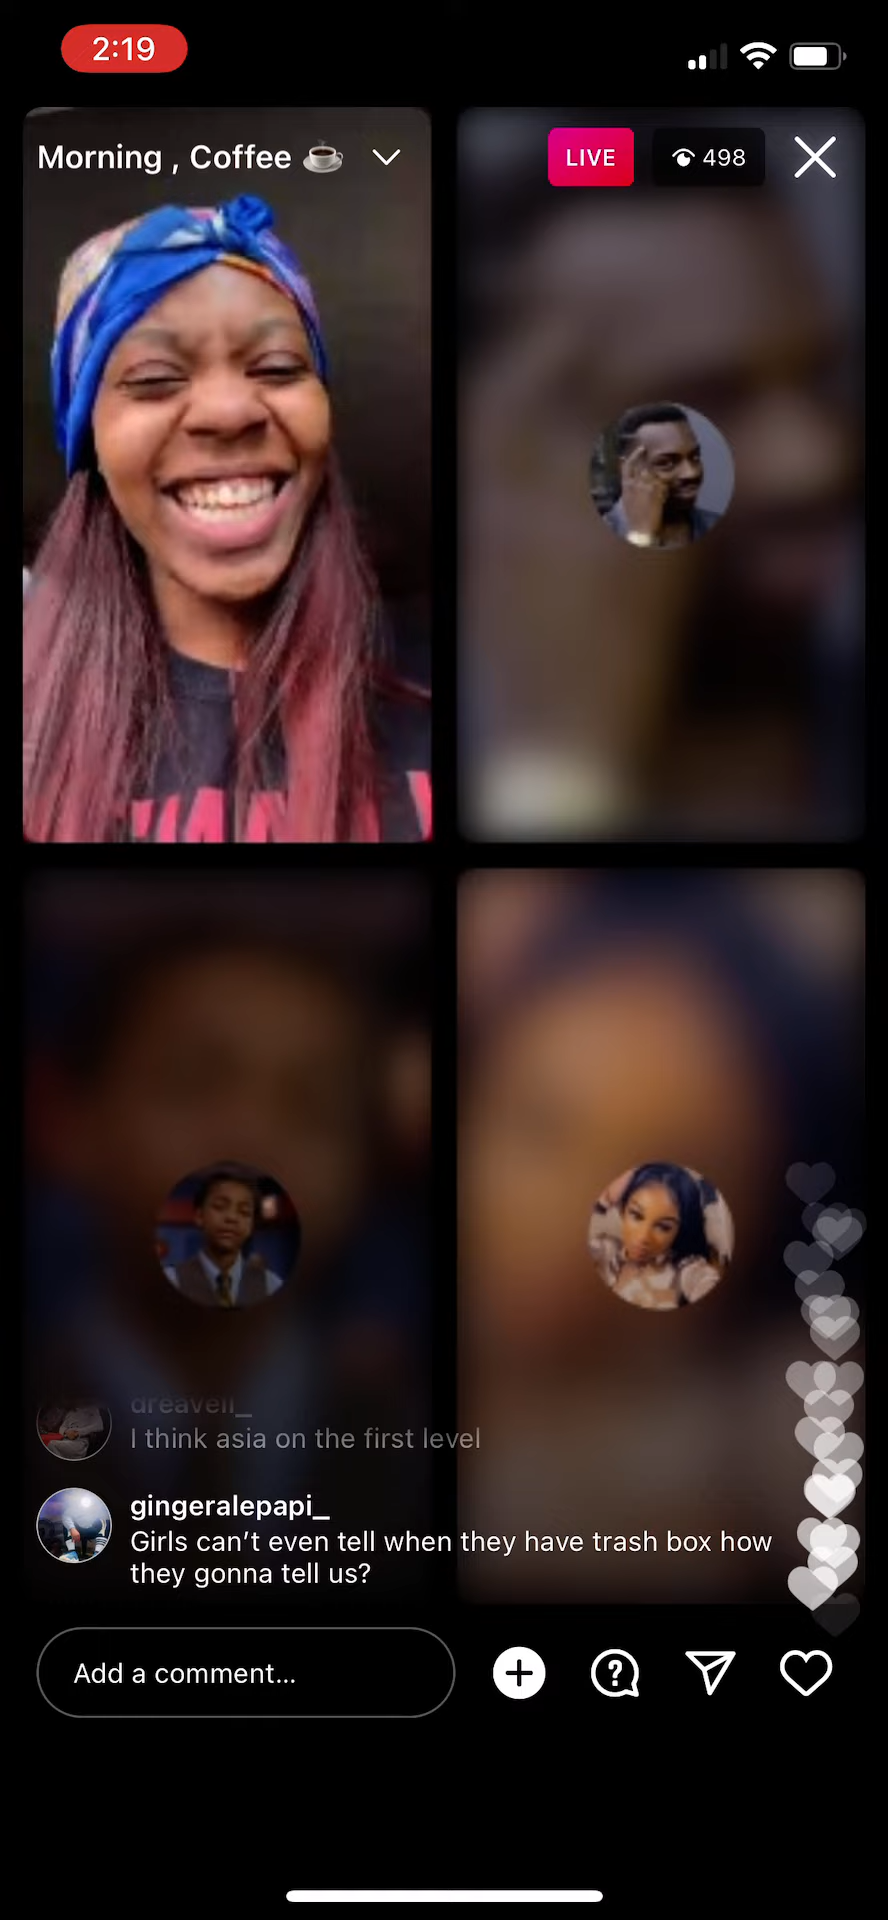 2:19
Morning , Coffee ☕
LIVE
498
dreavell_
I think asia on the first level
gingeralepapi_
Girls can’t even tell when they have trash box how
they gonna tell us?
Add a comment...